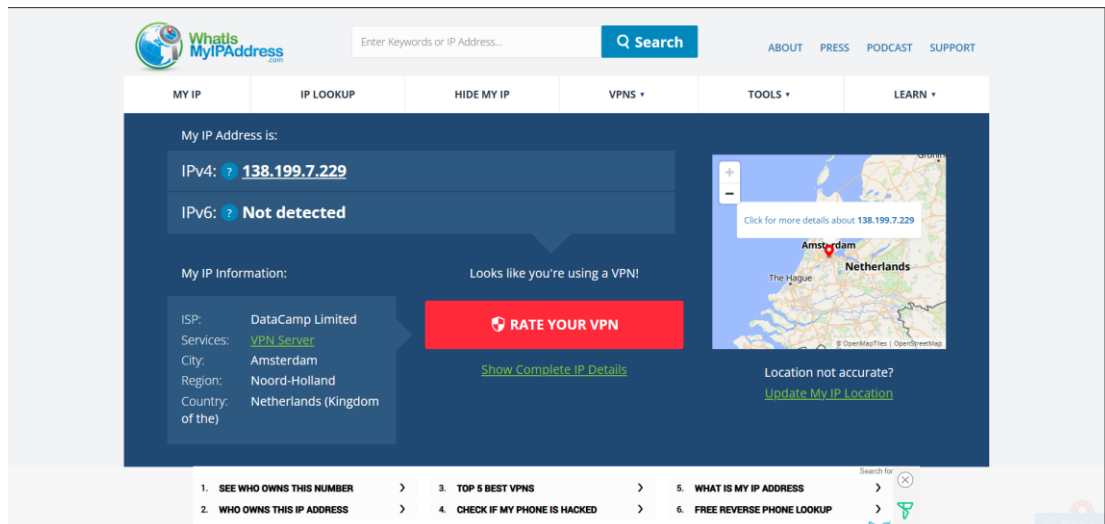 WhatIs
MyIPAddress
.com
Enter Keywords or IP Address...
Search
ABOUT PRESS PODCAST SUPPORT
MY IP IP LOOKUP HIDE MY IP VPNS TOOLS LEARN
My IP Address is:
IPv4: ? 138.199.7.229
IPv6: ? Not detected
My IP Information:
Looks like you're using a VPN!
ISP: DataCamp Limited
Services: VPN Server
City: Amsterdam
Region: Noord-Holland
Country: Netherlands (Kingdom
of the)
RATE YOUR VPN
Show Complete IP Details
+
−
Click for more details about 138.199.7.229
Amsterdam
Netherlands
The Hague
© OpenMapTiles | OpenStreetMap
Location not accurate?
Update My IP Location
Search for
1. SEE WHO OWNS THIS NUMBER
2. WHO OWNS THIS IP ADDRESS
3. TOP 5 BEST VPNS
4. CHECK IF MY PHONE IS HACKED
5. WHAT IS MY IP ADDRESS
6. FREE REVERSE PHONE LOOKUP